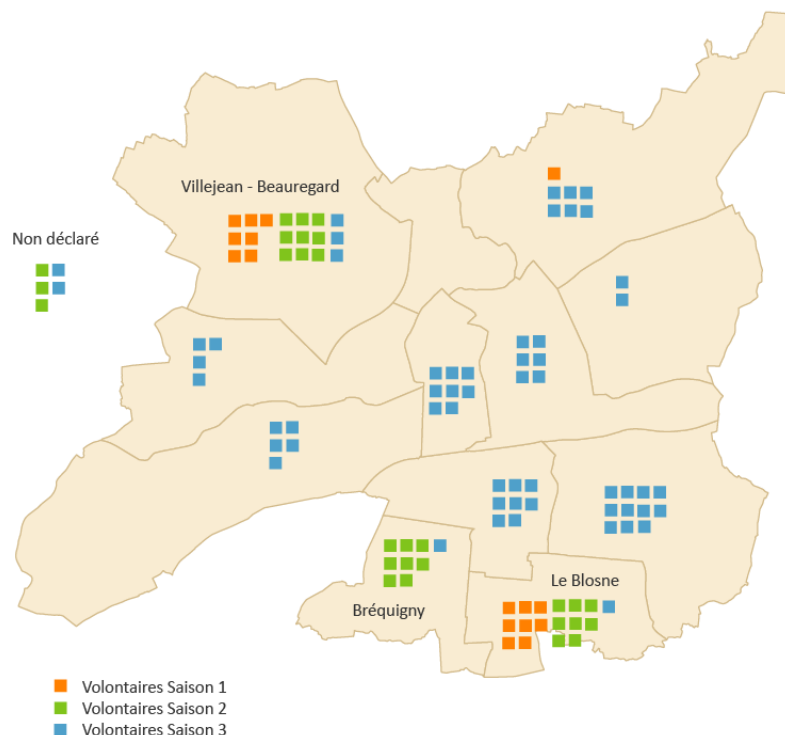 Villejean - Beauregard
Non déclaré
Le Blosne
Bréquigny
Volontaires Saison 1
Volontaires Saison 2
Volontaires Saison 3